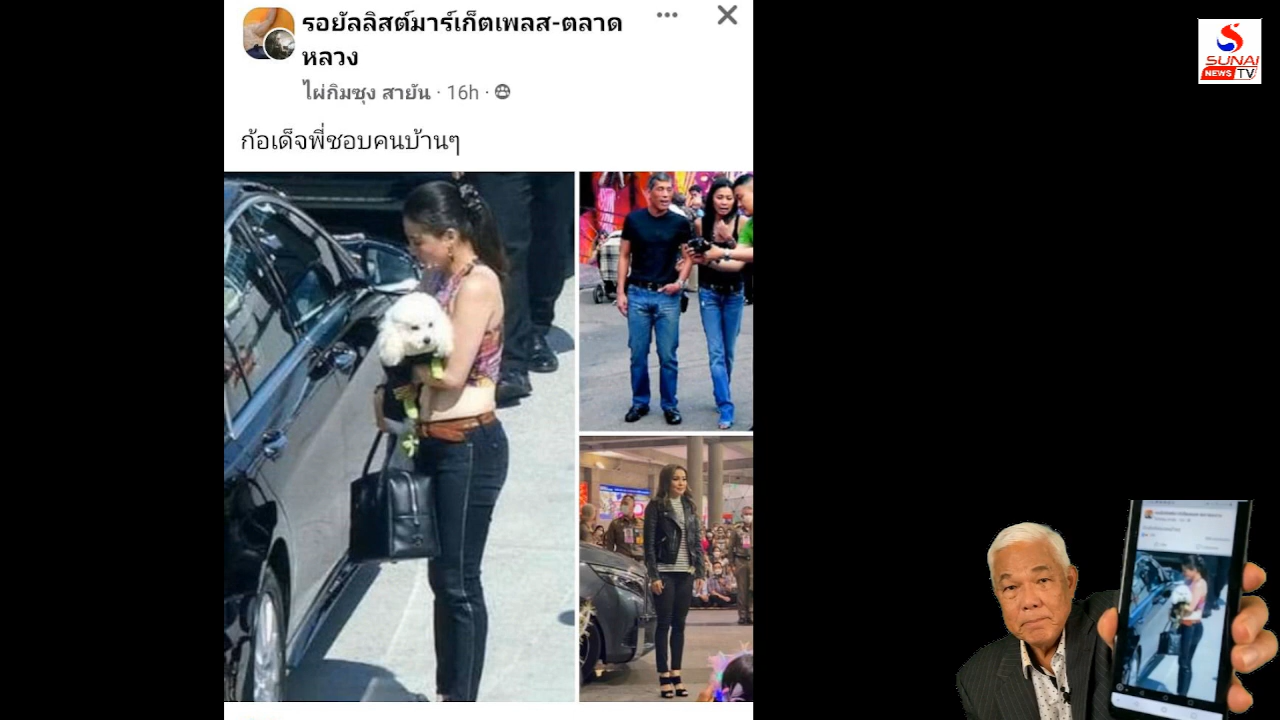 รอยัลลิสต์มาร์เก็ตเพลส-ตลาด
หลวง
ไผ่กิมซุง สายัน · 16h ·
ก้อเด็จพี่ชอบคนบ้านๆ
SUNAI
NEWS TV